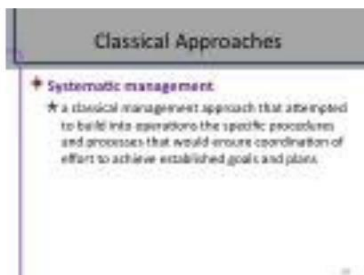 Classical Approaches
Systematic management
a classical management approach that attempted
to build into operations the specific procedures
and processes that would ensure coordination of
effort to achieve established goals and plans